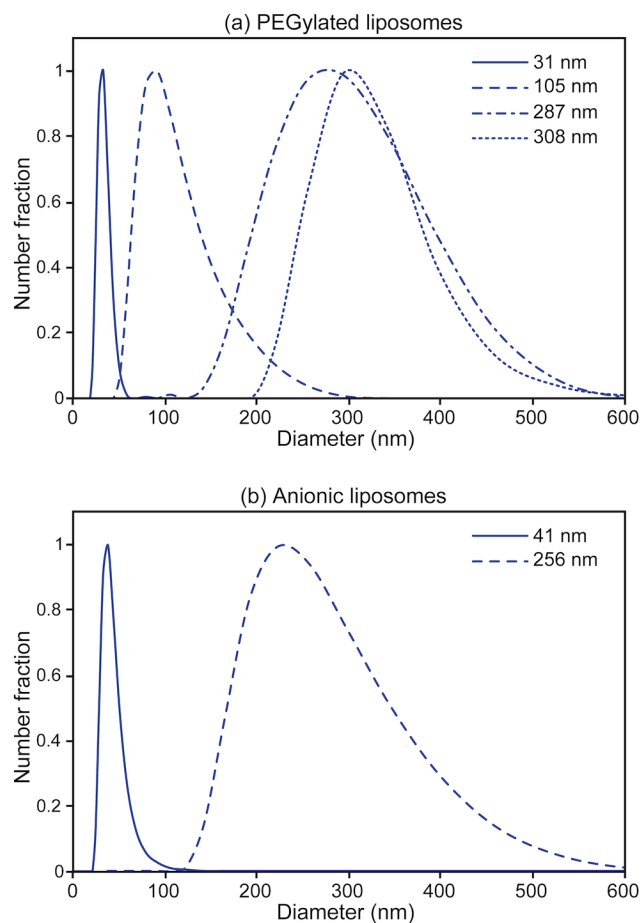 (a) PEGylated liposomes
31 nm
105 nm
287 nm
308 nm
Number fraction
1
0.8
0.6
0.4
0.2
0
0 100 200 300 400 500 600
Diameter (nm)
(b) Anionic liposomes
41 nm
256 nm
Number fraction
1
0.8
0.6
0.4
0.2
0
0 100 200 300 400 500 600
Diameter (nm)